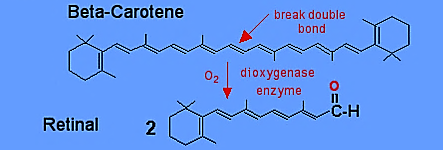 Beta-Carotene
break double
bond
O2
dioxygenase
enzyme
O
C-H
Retinal 2